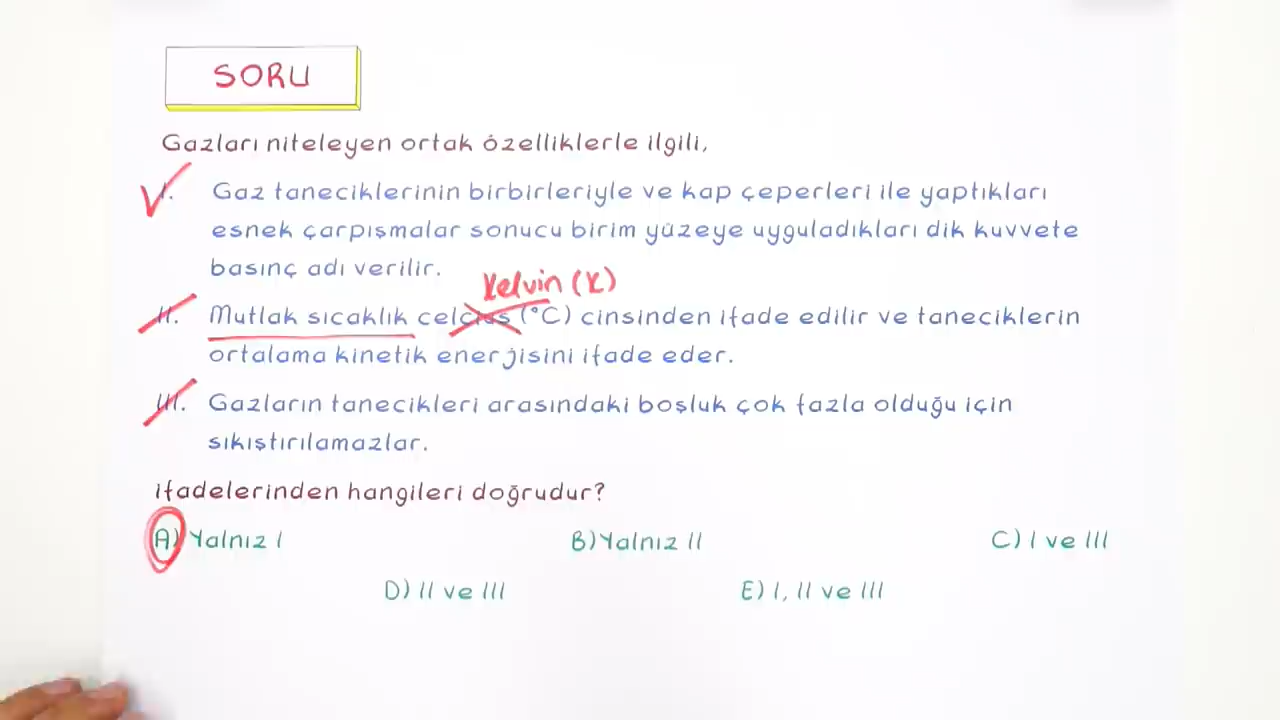 SORU
Gazları niteleyen ortak özelliklerle ilgili,
I. Gaz taneciklerinin birbirleriyle ve kap çeperleri ile yaptıkları
esnek çarpışmalar sonucu birim yüzeye uyguladıkları dik kuvvete
basınç adı verilir.
Kelvin (K)
II. Mutlak sıcaklık celcius (°C) cinsinden ifade edilir ve taneciklerin
ortalama kinetik enerjisini ifade eder.
III. Gazların tanecikleri arasındaki boşluk çok fazla olduğu için
sıkıştırılamazlar.
ifadelerinden hangileri doğrudur?
A) Yalnız I B) Yalnız II C) I ve III
D) II ve III E) I, II ve III